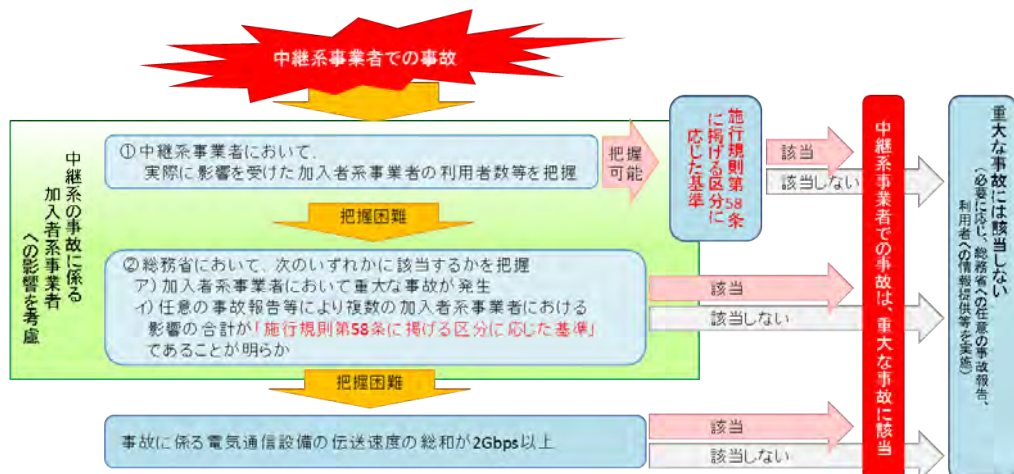 中継系事業者での事故
中継系の事故に係る
加入者系事業者
への影響を考慮
①中継系事業者において、
実際に影響を受けた加入者系事業者の利用者数等を把握
把握
可能
施行規則第58条
に掲げる区分に
応じた基準
該当
該当しない
把握困難
②総務省において、次のいずれかに該当するかを把握
ア)加入者系事業者において重大な事故が発生
イ)任意の事故報告等により複数の加入者系事業者における
影響の合計が「施行規則第58条に掲げる区分に応じた基準」
であることが明らか
該当
該当しない
把握困難
事故に係る電気通信設備の伝送速度の総和が2Gbps以上
該当
該当しない
中継系事業者での事故は、重大な事故に該当
重大な事故には該当しない
(必要に応じ、総務省への任意の事故報告、
利用者への情報提供等を実施)